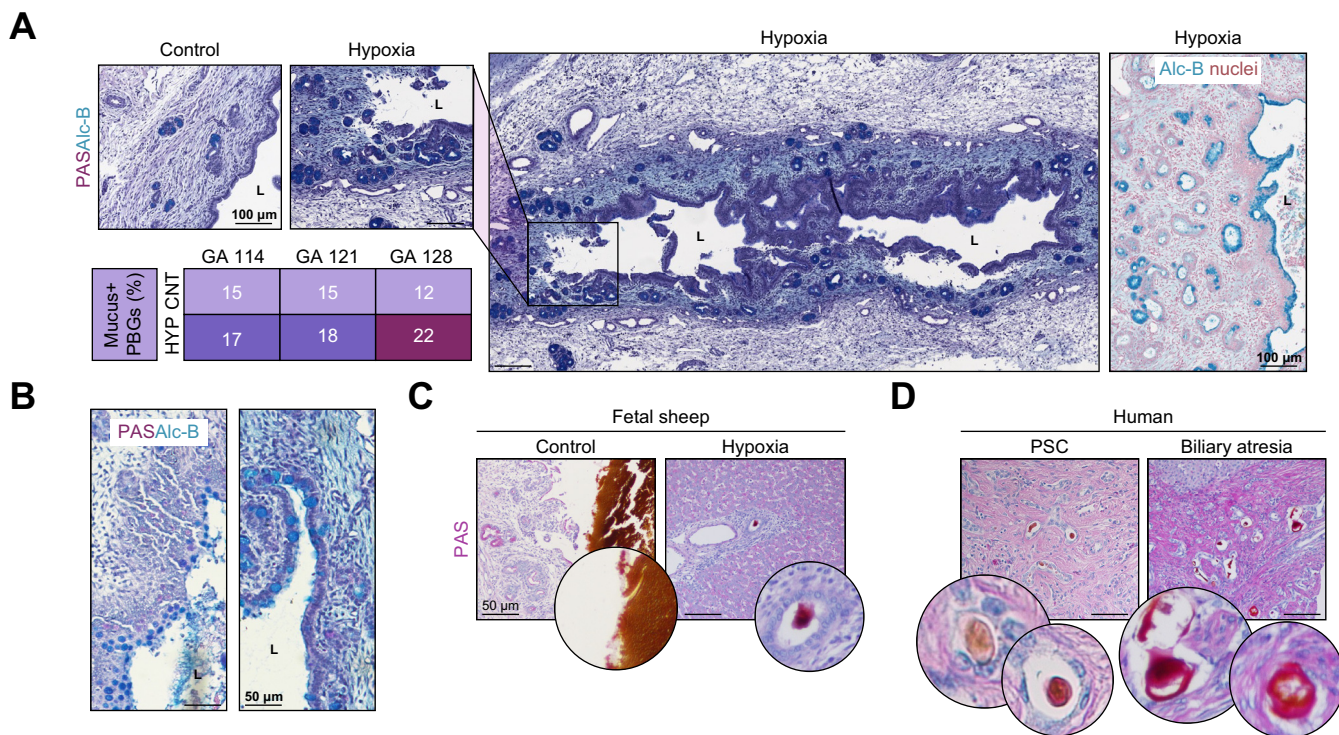 A
Control
Hypoxia
Hypoxia
Hypoxia
PASAlc-B
L
100 µm
L
L
L
Alc-B nuclei
L
100 µm
GA 114
GA 121
GA 128
Mucus+
PBGs (%)
HYP CNT
15
15
12
17
18
22
B
PASAlc-B
L
L
50 µm
C
Fetal sheep
Control
Hypoxia
PAS
50 µm
D
Human
PSC
Biliary atresia